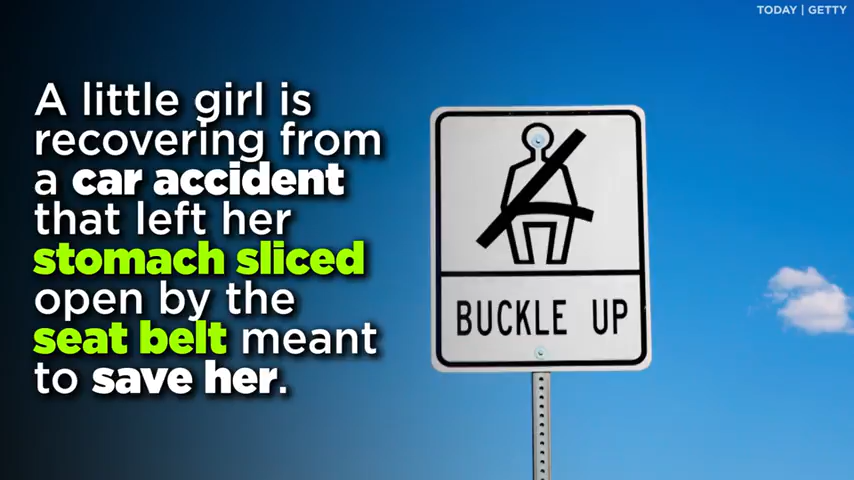 TODAY | GETTY
A little girl is
recovering from
a car accident
that left her
stomach sliced
open by the
seat belt meant
to save her.
BUCKLE UP